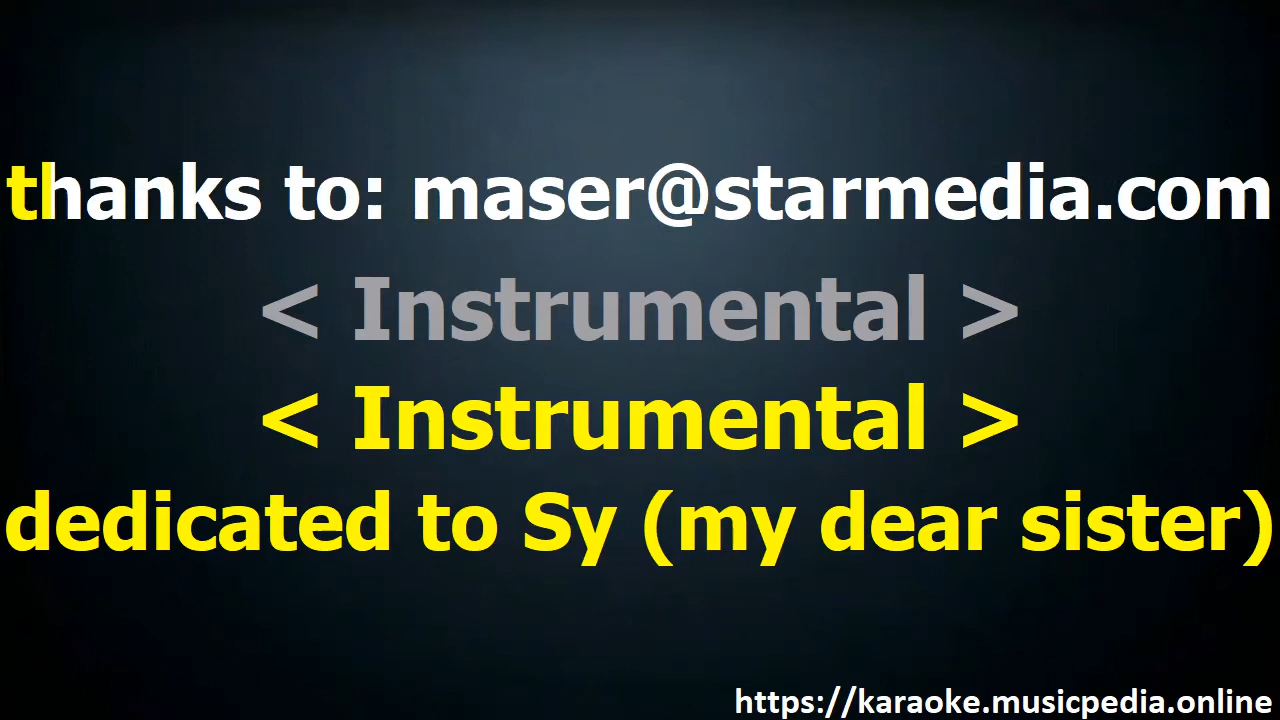 thanks to: maser@starmedia.com
< Instrumental >
< Instrumental >
dedicated to Sy (my dear sister)
https://karaoke.musicpedia.online